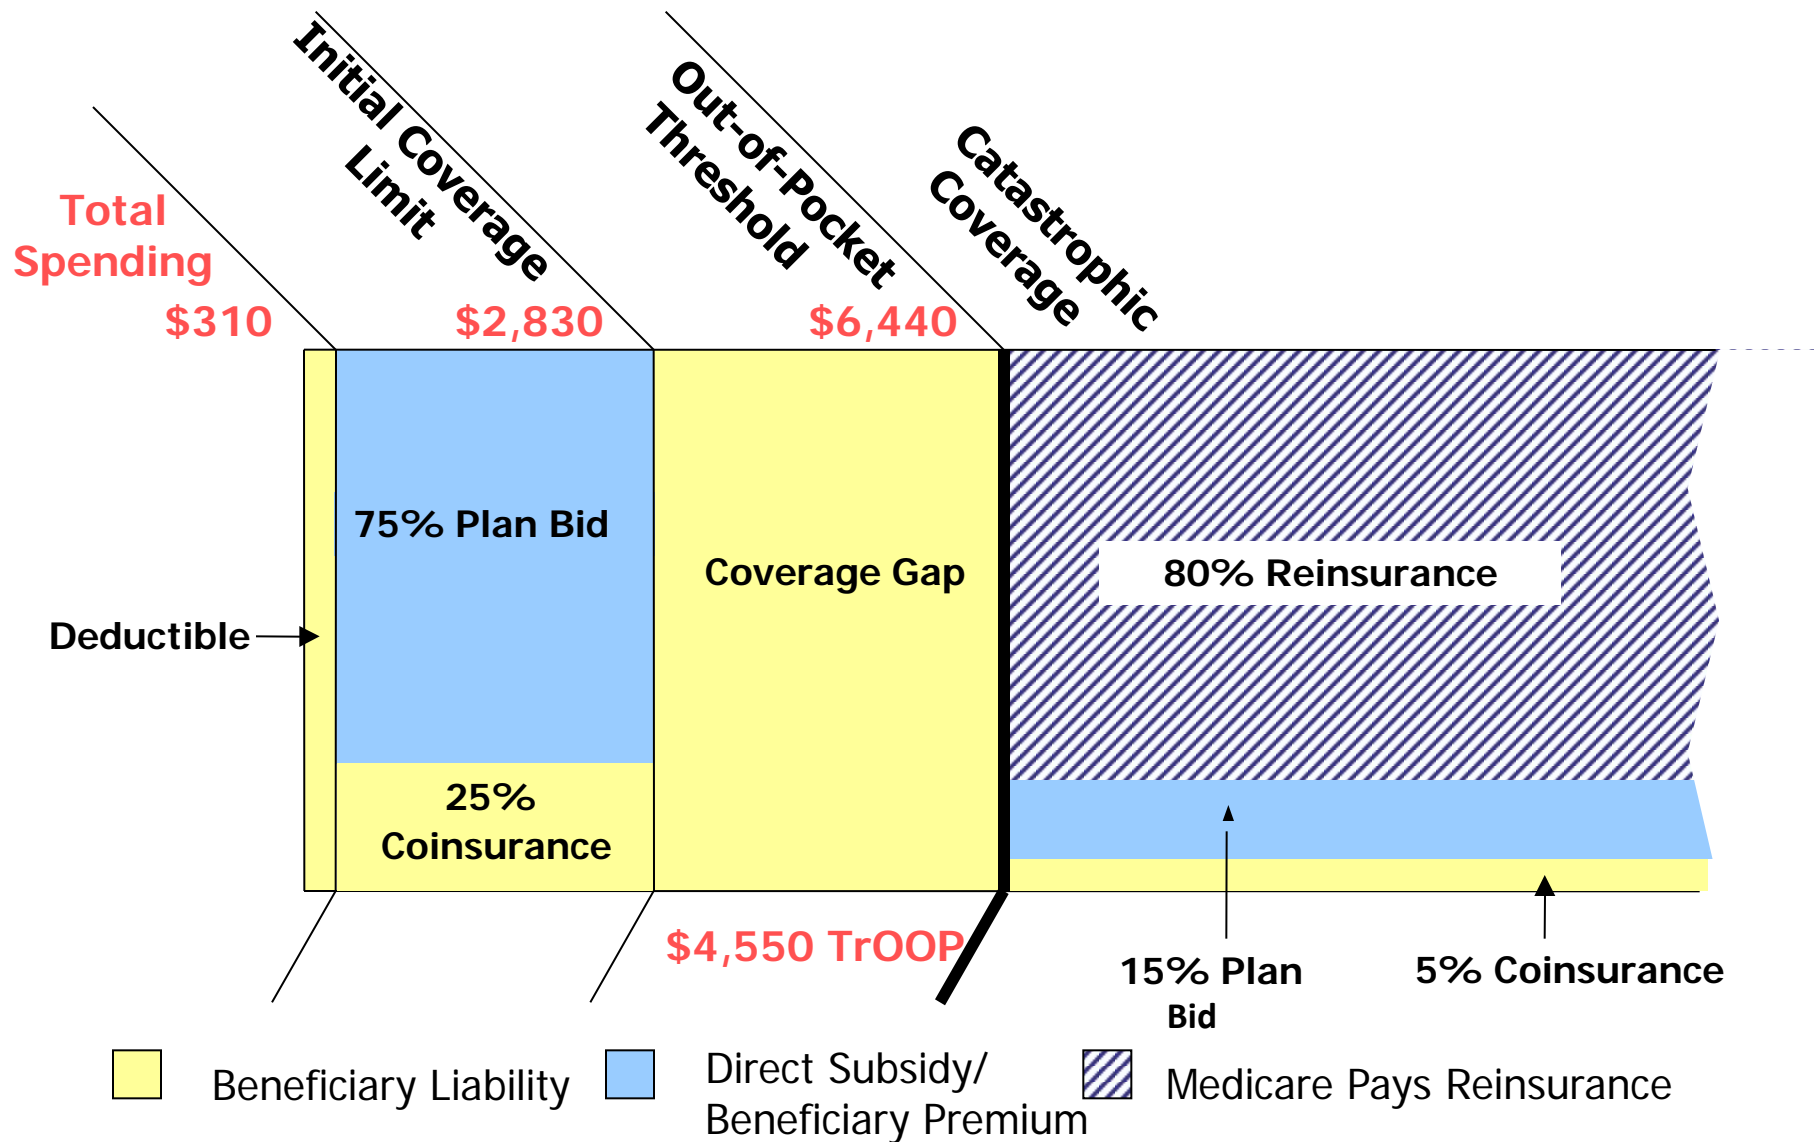 Initial Coverage
Limit
Out-of-Pocket
Threshold
Catastrophic
Coverage
Total
Spending
$310
$2,830
$6,440
75% Plan Bid
Coverage Gap
80% Reinsurance
Deductible
25%
Coinsurance
$4,550 TrOOP
15% Plan
Bid
5% Coinsurance
Beneficiary Liability
Direct Subsidy/
Beneficiary Premium
Medicare Pays Reinsurance